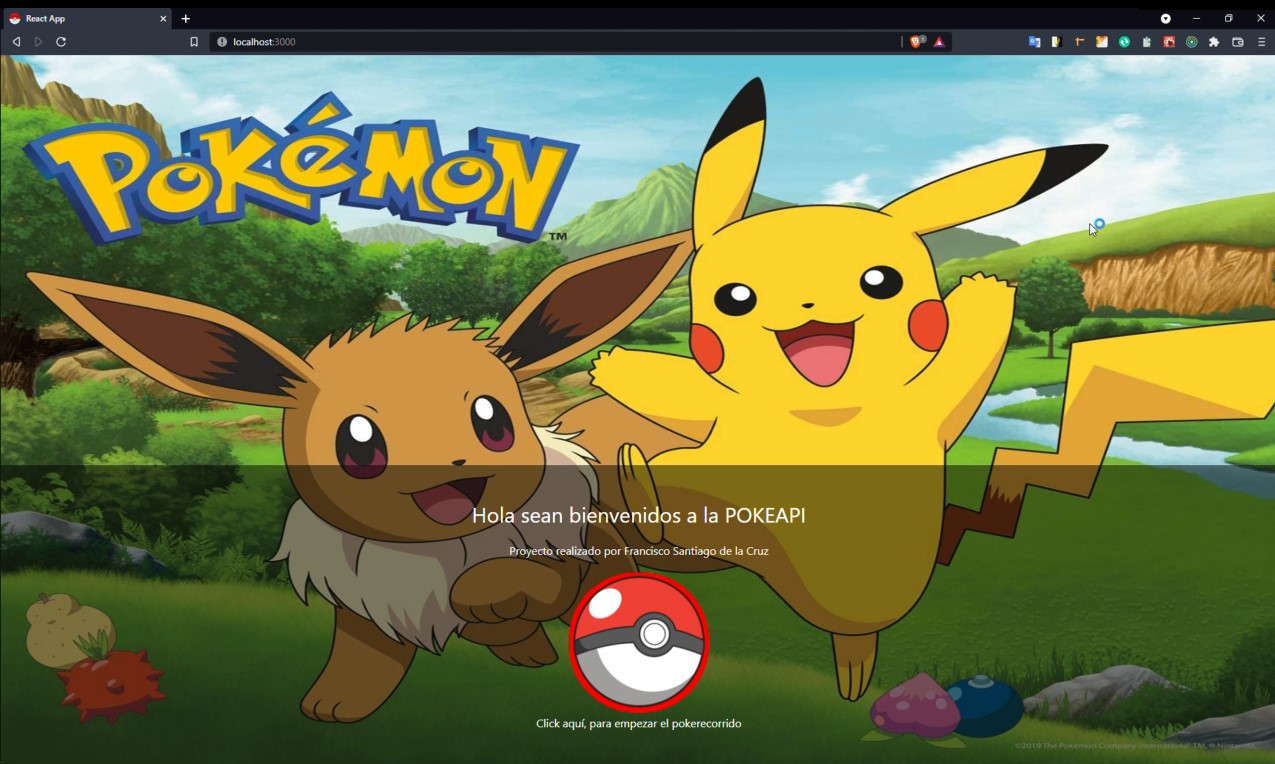 React App
localhost:3000
POKéMON
TM
Hola sean bienvenidos a la POKEAPI
Proyecto realizado por Francisco Santiago de la Cruz
Click aquí, para empezar el pokerecorrido
©2019 The Pokémon Company International. TM, ® Nintendo.